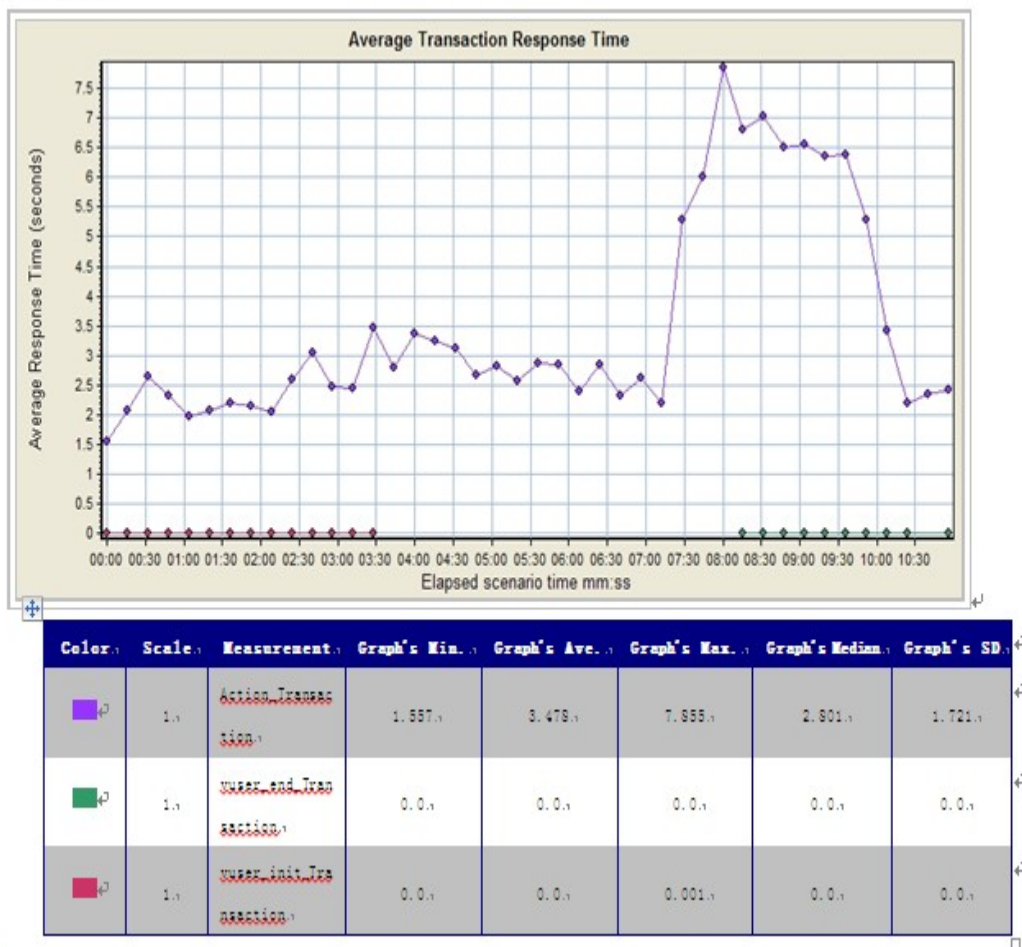 Average Transaction Response Time
Average Response Time (seconds)
7.5
7
6.5
6
5.5
5
4.5
4
3.5
3
2.5
2
1.5
1
0.5
0
00:00 00:30 01:00 01:30 02:00 02:30 03:00 03:30 04:00 04:30 05:00 05:30 06:00 06:30 07:00 07:30 08:00 08:30 09:00 09:30 10:00 10:30
Elapsed scenario time mm:ss
Color Scale Measurement Graph's Min. Graph's Ave. Graph's Max. Graph's Median Graph's SD
Action_Transac
1. 1.557 3.478 7.855 2.801 1.721
tion
vuser_end_Tran
1. 0.0 0.0 0.0 0.0 0.0
saction
vuser_init_Tra
1. 0.0 0.0 0.001 0.0 0.0
nsaction